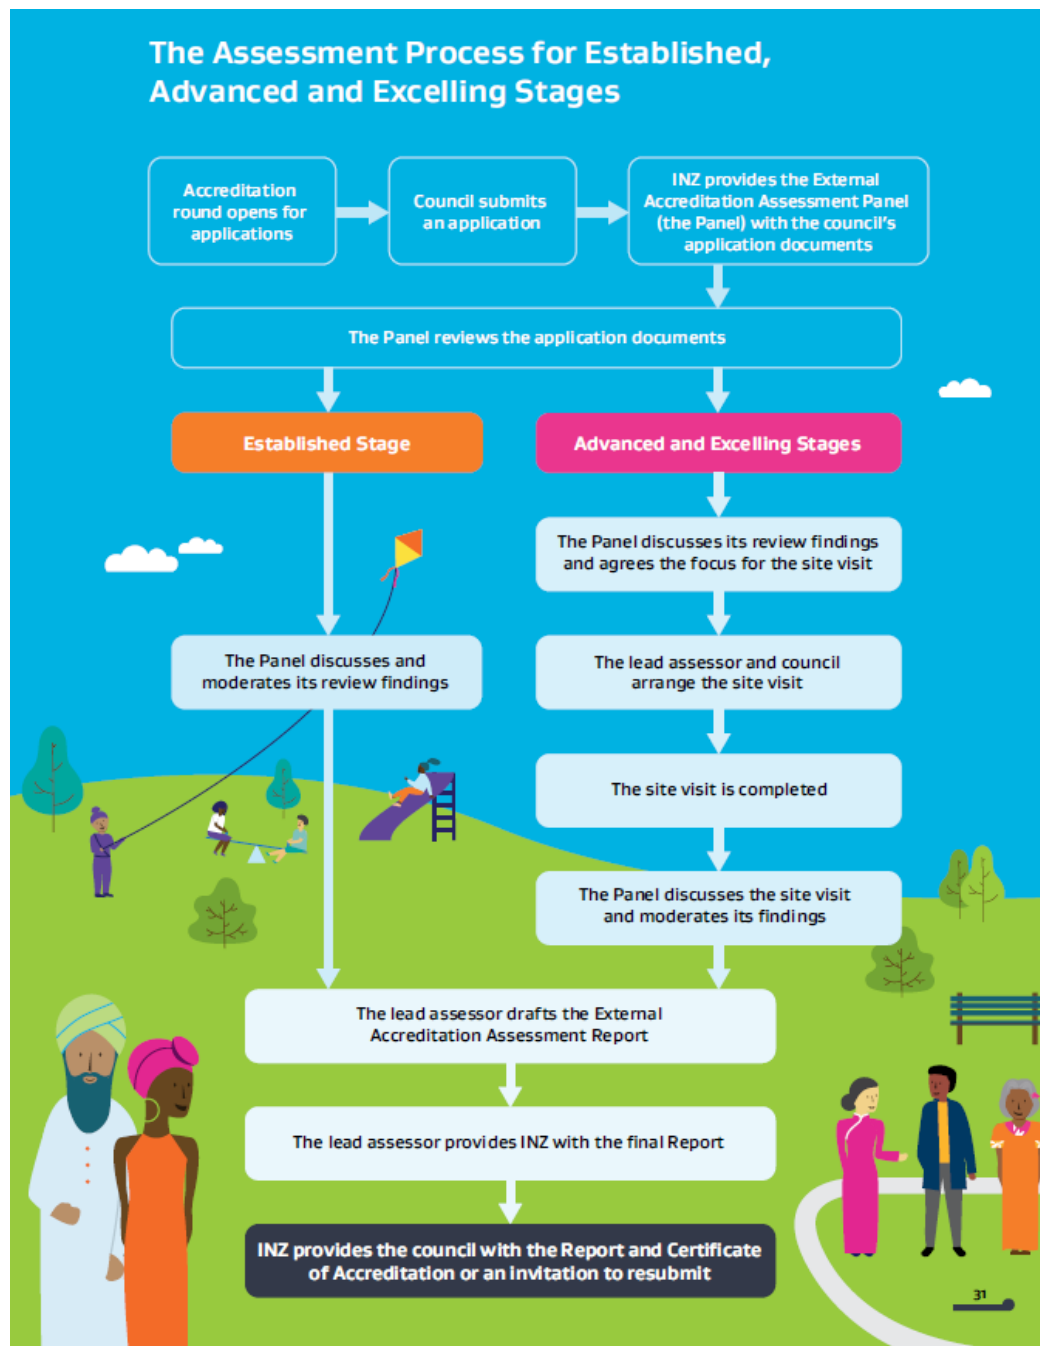 The Assessment Process for Established,
Advanced and Excelling Stages
Accreditation
round opens for
applications
Council submits
an application
INZ provides the External
Accreditation Assessment Panel
(the Panel) with the council's
application documents
The Panel reviews the application documents
Established Stage
Advanced and Excelling Stages
The Panel discusses its review findings
and agrees the focus for the site visit
The Panel discusses and
moderates its review findings
The lead assessor and council
arrange the site visit
The site visit is completed
The Panel discusses the site visit
and moderates its findings
The lead assessor drafts the External
Accreditation Assessment Report
The lead assessor provides INZ with the final Report
INZ provides the council with the Report and Certificate
of Accreditation or an invitation to resubmit
31